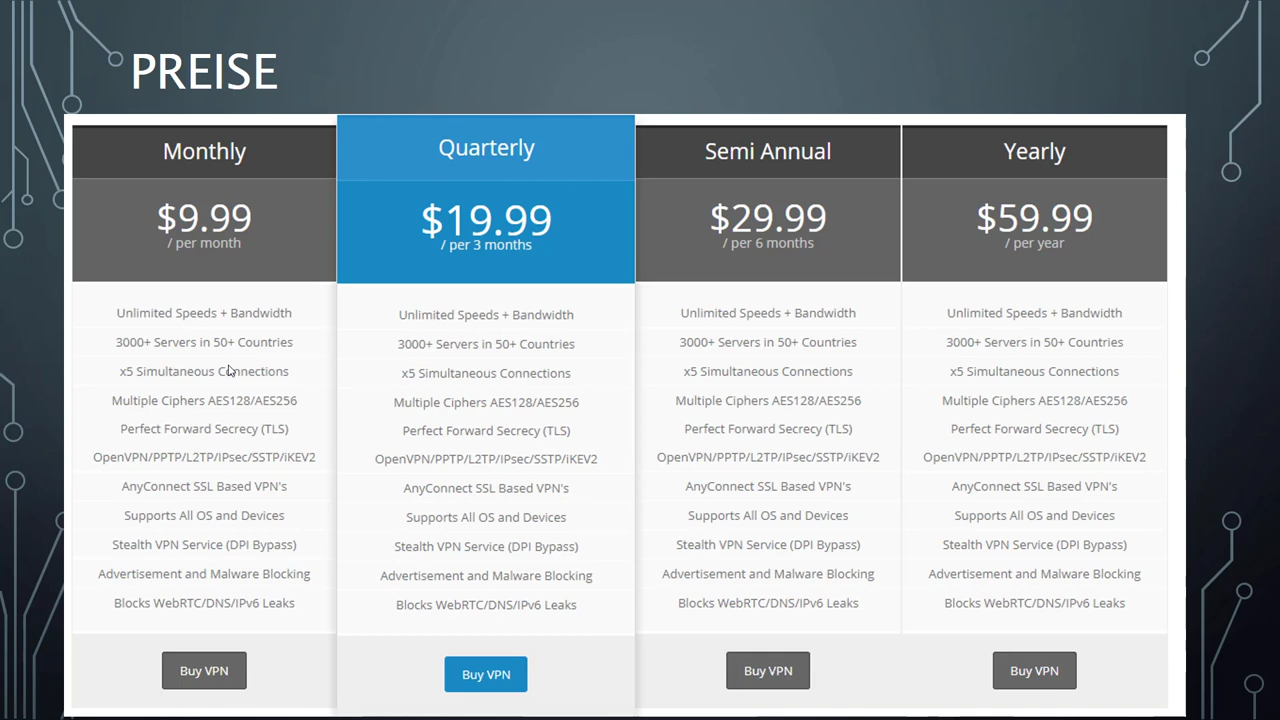 PREISE
Monthly
$9.99
/ per month
Unlimited Speeds + Bandwidth
3000+ Servers in 50+ Countries
x5 Simultaneous Connections
Multiple Ciphers AES128/AES256
Perfect Forward Secrecy (TLS)
OpenVPN/PPTP/L2TP/IPsec/SSTP/iKEV2
AnyConnect SSL Based VPN's
Supports All OS and Devices
Stealth VPN Service (DPI Bypass)
Advertisement and Malware Blocking
Blocks WebRTC/DNS/IPv6 Leaks
Buy VPN
Quarterly
$19.99
/ per 3 months
Unlimited Speeds + Bandwidth
3000+ Servers in 50+ Countries
x5 Simultaneous Connections
Multiple Ciphers AES128/AES256
Perfect Forward Secrecy (TLS)
OpenVPN/PPTP/L2TP/IPsec/SSTP/iKEV2
AnyConnect SSL Based VPN's
Supports All OS and Devices
Stealth VPN Service (DPI Bypass)
Advertisement and Malware Blocking
Blocks WebRTC/DNS/IPv6 Leaks
Buy VPN
Semi Annual
$29.99
/ per 6 months
Unlimited Speeds + Bandwidth
3000+ Servers in 50+ Countries
x5 Simultaneous Connections
Multiple Ciphers AES128/AES256
Perfect Forward Secrecy (TLS)
OpenVPN/PPTP/L2TP/IPsec/SSTP/iKEV2
AnyConnect SSL Based VPN's
Supports All OS and Devices
Stealth VPN Service (DPI Bypass)
Advertisement and Malware Blocking
Blocks WebRTC/DNS/IPv6 Leaks
Buy VPN
Yearly
$59.99
/ per year
Unlimited Speeds + Bandwidth
3000+ Servers in 50+ Countries
x5 Simultaneous Connections
Multiple Ciphers AES128/AES256
Perfect Forward Secrecy (TLS)
OpenVPN/PPTP/L2TP/IPsec/SSTP/iKEV2
AnyConnect SSL Based VPN's
Supports All OS and Devices
Stealth VPN Service (DPI Bypass)
Advertisement and Malware Blocking
Blocks WebRTC/DNS/IPv6 Leaks
Buy VPN